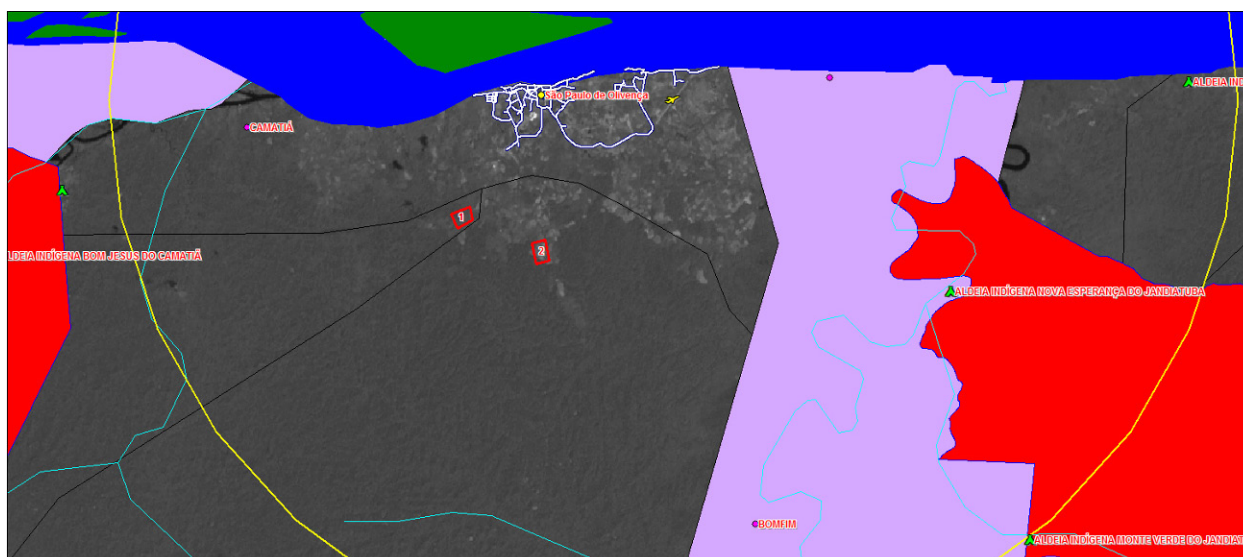 ALDEIA IND
São Paulo de Olivença
CAMATIÃ
1
2
LDEIA INDÍGENA BOM JESUS DO CAMATIÃ
ALDEIA INDÍGENA NOVA ESPERANÇA DO JANDIATUBA
BOMFIM
ALDEIA INDÍGENA MONTE VERDE DO JANDIAT